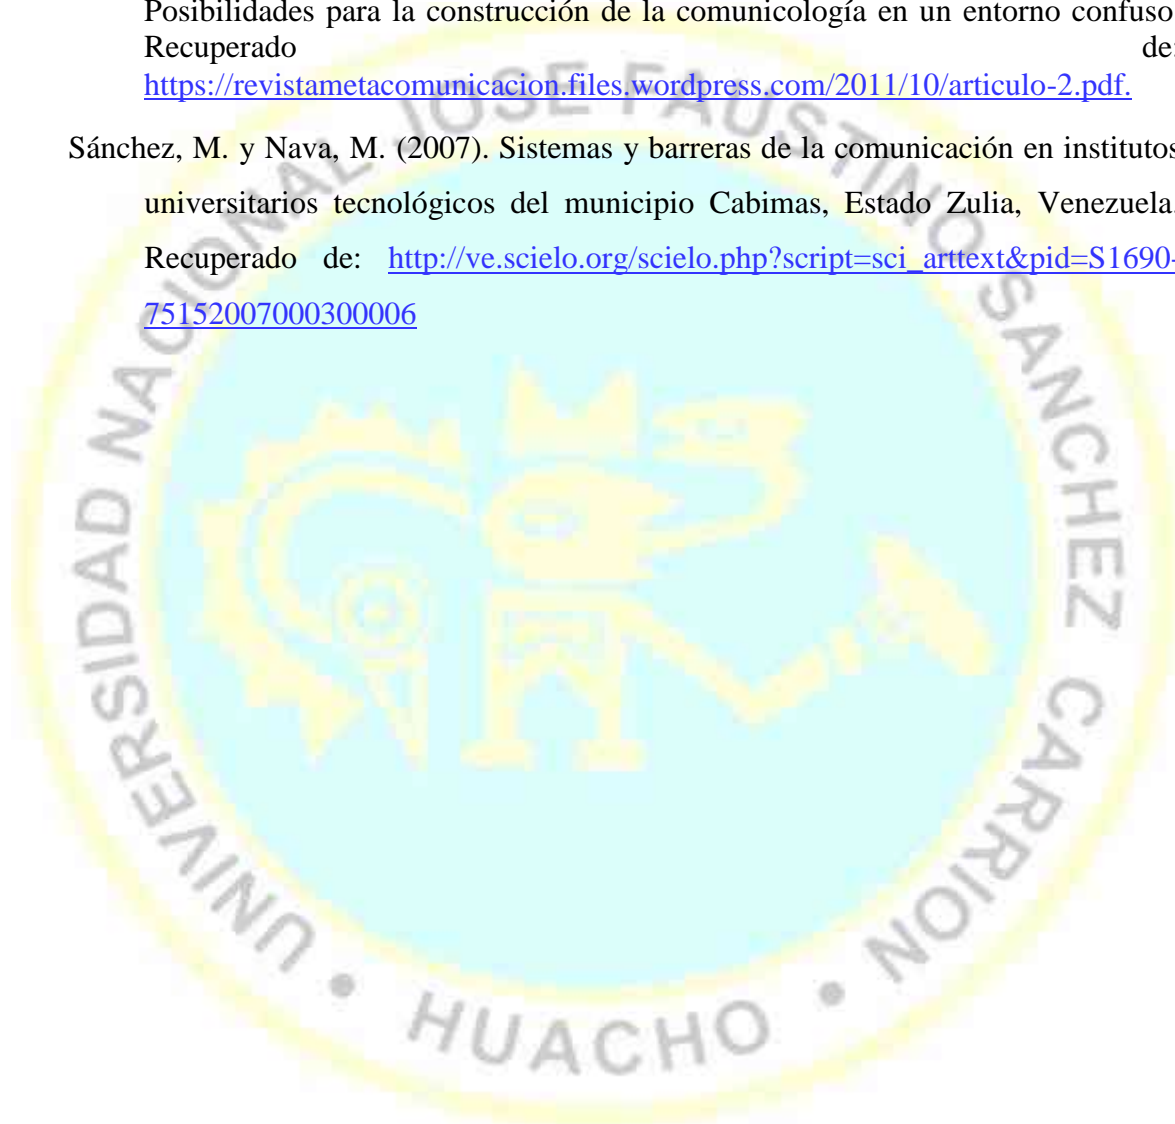 Posibilidades para la construcción de la comunicología en un entorno confuso
Recuperado de:
https://revistametacomunicacion.files.wordpress.com/2011/10/articulo-2.pdf.
Sánchez, M. y Nava, M. (2007). Sistemas y barreras de la comunicación en institutos
universitarios tecnológicos del municipio Cabimas, Estado Zulia, Venezuela.
Recuperado de: http://ve.scielo.org/scielo.php?script=sci_arttext&pid=S1690-
75152007000300006
UNIVERSIDAD NACIONAL JOSE FAUSTINO SANCHEZ CARRION
• HUACHO •